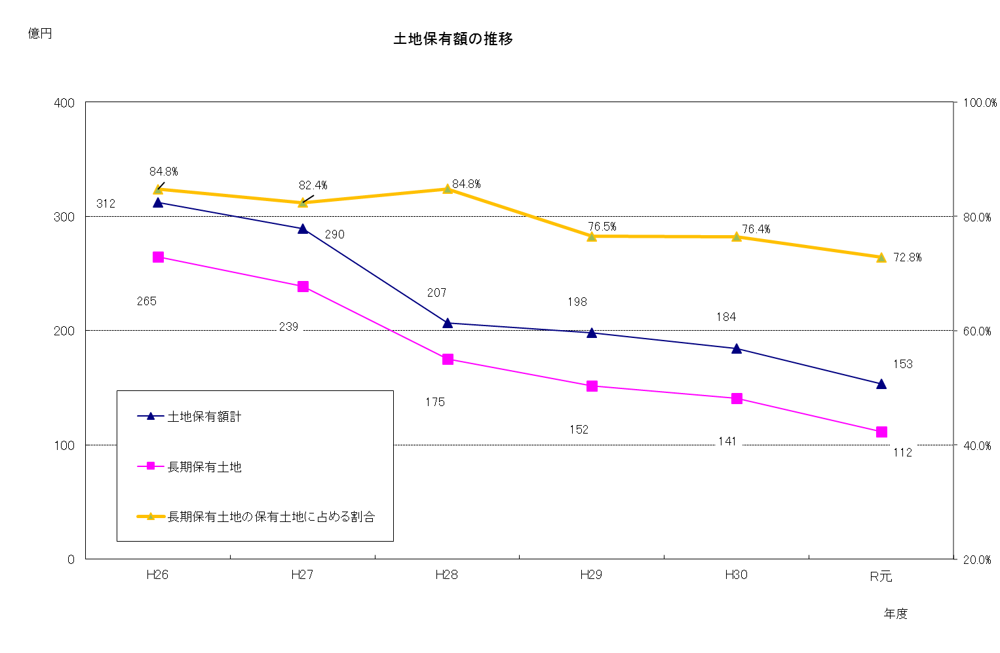 億円
土地保有額の推移
400
100.0%
84.8%
82.4%
84.8%
312
300
80.0%
290
76.5%
76.4%
72.8%
265
239
207
198
184
200
60.0%
153
175
152
141
112
100
40.0%
土地保有額計
長期保有土地
長期保有土地の保有土地に占める割合
0
20.0%
H26
H27
H28
H29
H30
R元
年度